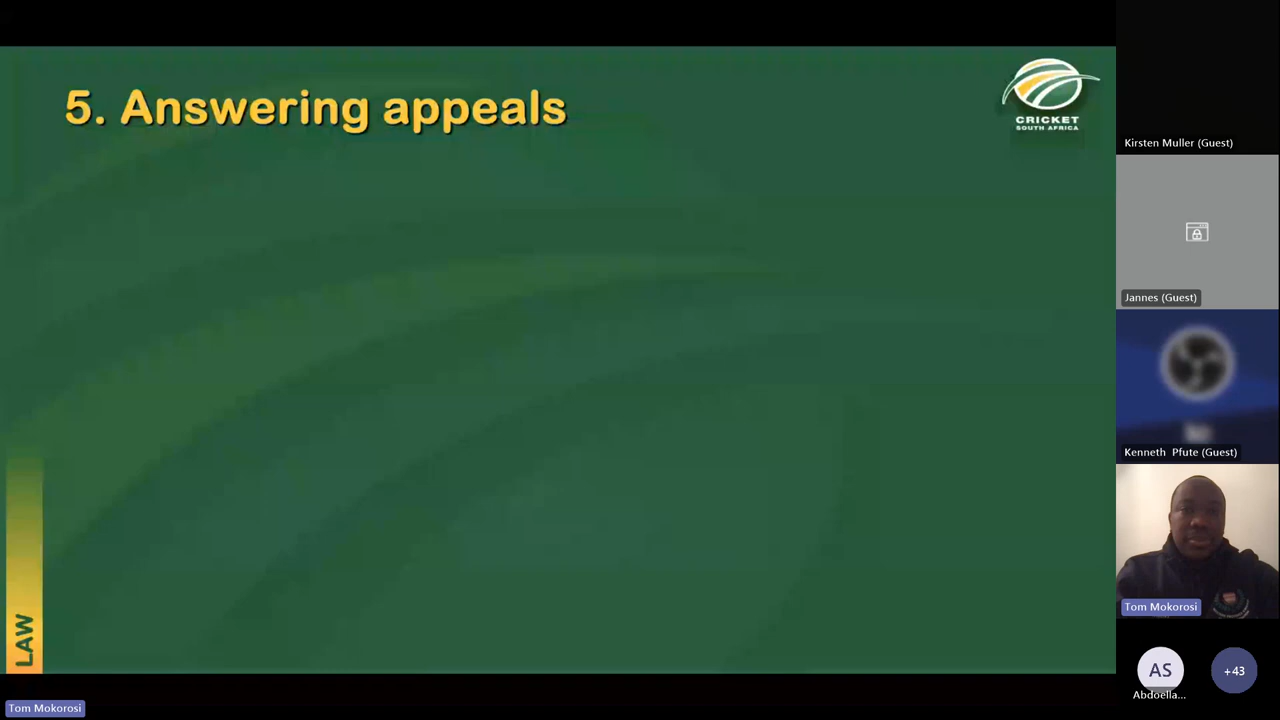 5. Answering appeals
CRICKET
SOUTH AFRICA
LAW
Tom Mokorosi
Kirsten Muller (Guest)
Jannes (Guest)
Kenneth Pfute (Guest)
Tom Mokorosi
AS
Abdoella...
+43